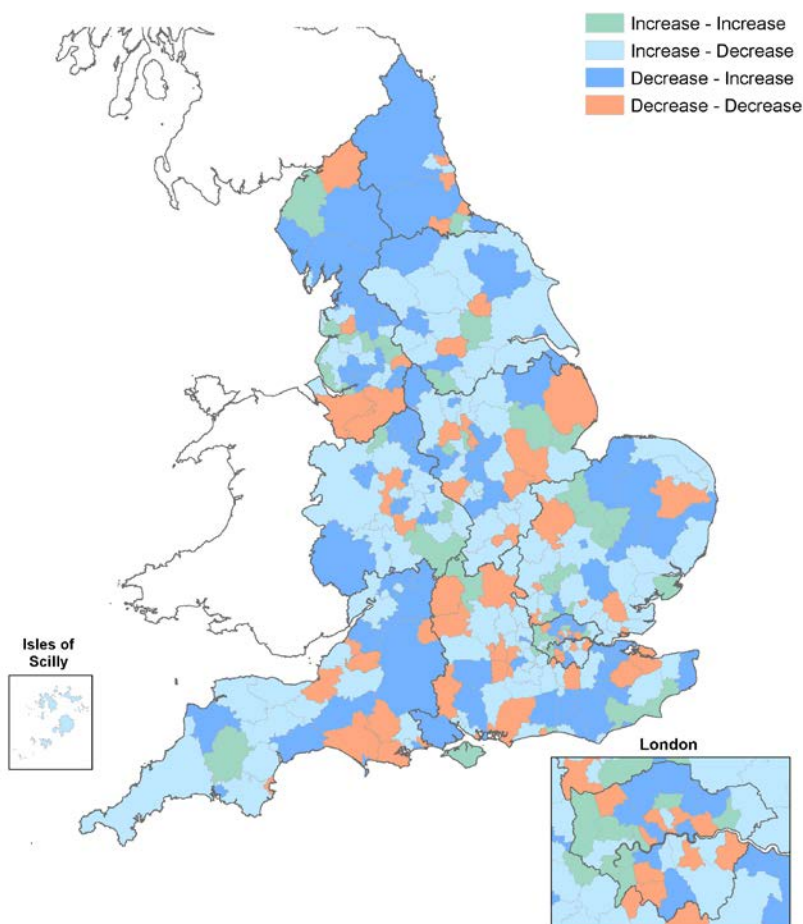 Increase - Increase
Increase - Decrease
Decrease - Increase
Decrease - Decrease
Isles of
Scilly
London